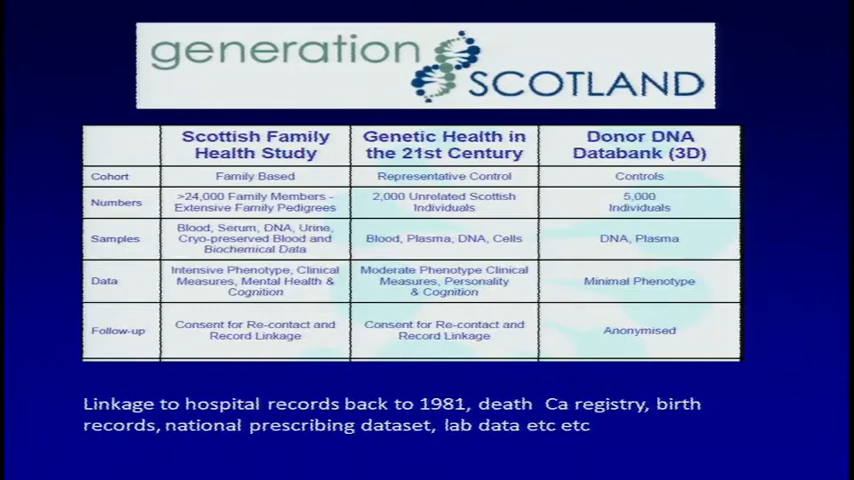 generation
SCOTLAND
Scottish Family
Health Study
Genetic Health in
the 21st Century
Donor DNA
Databank (3D)
Cohort
Family Based
Representative Control
Controls
Numbers
>24,000 Family Members -
Extensive Family Pedigrees
2,000 Unrelated Scottish
Individuals
5,000
Individuals
Samples
Blood, Serum, DNA, Urine,
Cryo-preserved Blood and
Biochemical Data
Blood, Plasma, DNA, Cells
DNA, Plasma
Data
Intensive Phenotype, Clinical
Measures, Mental Health &
Cognition
Moderate Phenotype Clinical
Measures, Personality
& Cognition
Minimal Phenotype
Follow-up
Consent for Re-contact and
Record Linkage
Consent for Re-contact and
Record Linkage
Anonymised
Linkage to hospital records back to 1981, death Ca registry, birth
records, national prescribing dataset, lab data etc etc